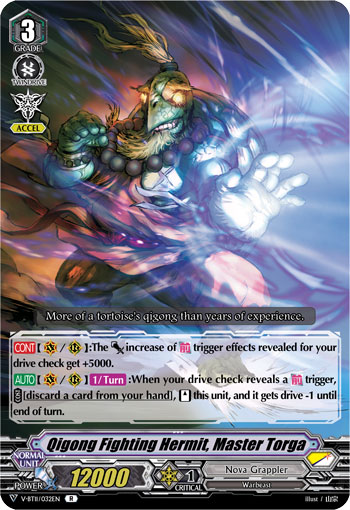 3
GRADE
TWINDRIVE
ACCEL
More of a tortoise's qigong than years of experience.
CONT【 / 】:The increase of trigger effects revealed for your
drive check get +5000.
AUTO【 / 】1/Turn :When your drive check reveals a trigger,
[discard a card from your hand], this unit, and it gets drive -1 until
end of turn.
Qigong Fighting Hermit, Master Torga
NORMAL
UNIT
POWER 12000 1
CRITICAL
Nova Grappler
Warbeast
V-BT11/032EN R
illust / 山宗